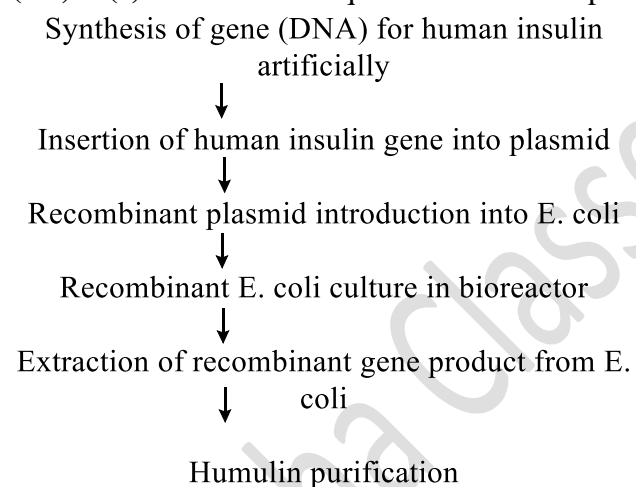 Synthesis of gene (DNA) for human insulin
artificially
Insertion of human insulin gene into plasmid
Recombinant plasmid introduction into E. coli
Recombinant E. coli culture in bioreactor
Extraction of recombinant gene product from E.
coli
Humulin purification